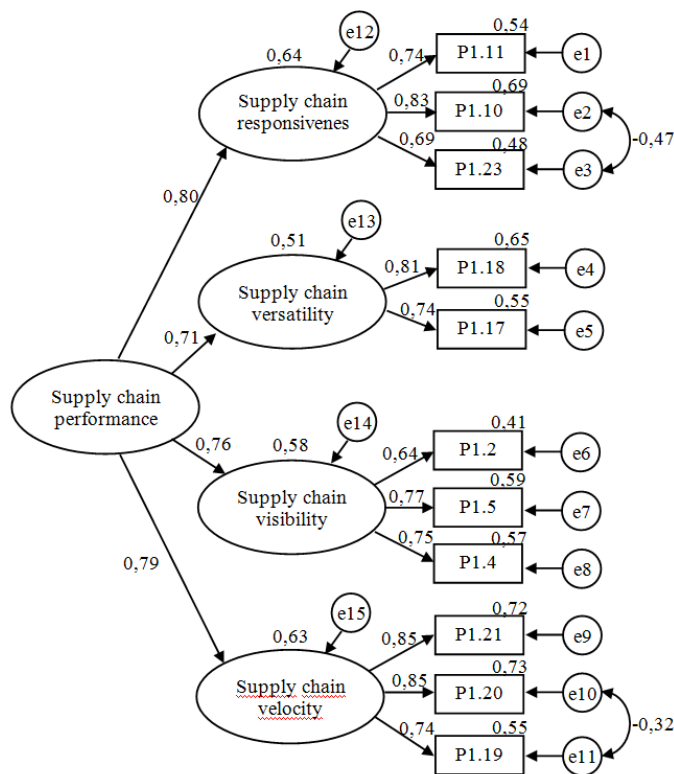 e12
0,54
0,64
0,74
P1.11
e1
Supply chain
responsivenes
0,83
0,69
P1.10
e2
0,69
0,48
-0,47
P1.23
e3
0,80
e13
0,51
0,65
0,81
P1.18
e4
Supply chain
versatility
0,74
0,55
P1.17
e5
0,71
Supply chain
performance
e14
0,41
0,76
0,58
0,64
P1.2
e6
Supply chain
visibility
0,77
0,59
P1.5
e7
0,75
0,57
P1.4
e8
0,79
e15
0,72
0,63
0,85
P1.21
e9
Supply chain
velocity
0,85
0,73
P1.20
e10
0,74
0,55
-0,32
P1.19
e11